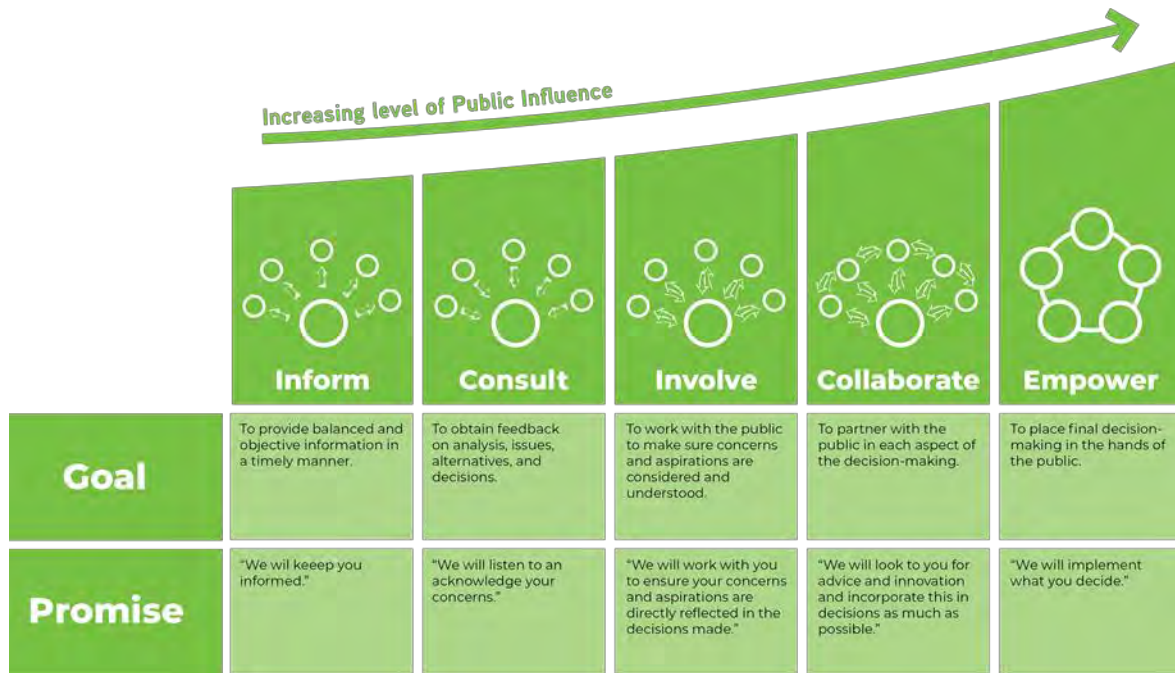 Increasing level of Public Influence
Inform
Consult
Involve
Collaborate
Empower
Goal
To provide balanced and
objective information in
a timely manner.
To obtain feedback
on analysis, issues,
alternatives, and
decisions.
To work with the public
to make sure concerns
and aspirations are
considered and
understood.
To partner with the
public in each aspect of
the decision-making.
To place final decision-
making in the hands of
the public.
Promise
“We wil keeep you
informed.”
“We will listen to an
acknowledge your
concerns.”
“We will work with you
to ensure your concerns
and aspirations are
directly reflected in the
decisions made.”
“We will look to you for
advice and innovation
and incorporate this in
decisions as much as
possible.”
“We will implement
what you decide.”